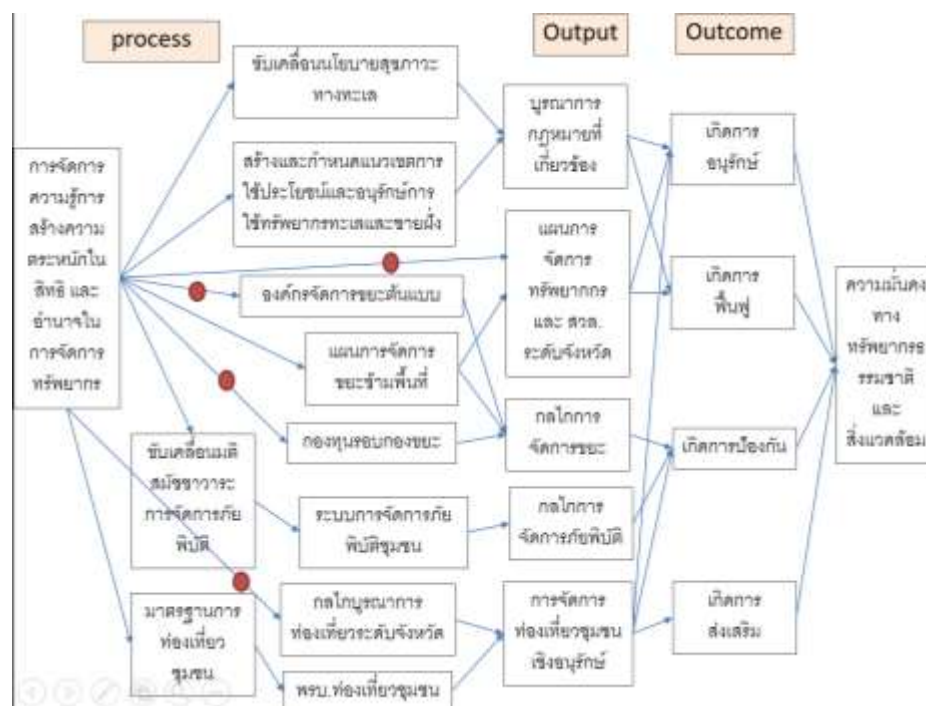 process
Output
Outcome
การจัดการ
ความรู้การ
สร้างความ
ตระหนักใน
สิทธิ และ
อำนาจใน
การจัดการ
ทรัพยากร
ขับเคลื่อนนโยบายสุขภาวะ
ทางทะเล
สร้างและกำหนดแนวเขตการ
ใช้ประโยชน์และอนุรักษ์การ
ใช้ทรัพยากรทะเลและชายฝั่ง
องค์กรจัดการขยะต้นแบบ
แผนการจัดการ
ขยะข้ามพื้นที่
กองทุนรอบกองขยะ
ขับเคลื่อนมติ
สมัชชาวาระ
การจัดการภัย
พิบัติ
ระบบการจัดการภัย
พิบัติชุมชน
มาตรฐานการ
ท่องเที่ยว
ชุมชน
กลไกบูรณาการ
ท่องเที่ยวระดับจังหวัด
พรบ.ท่องเที่ยวชุมชน
บูรณาการ
กฎหมายที่
เกี่ยวข้อง
แผนการ
จัดการ
ทรัพยากร
และ สวล.
ระดับจังหวัด
กลไกการ
จัดการขยะ
กลไกการ
จัดการภัยพิบัติ
การจัดการ
ท่องเที่ยวชุมชน
เชิงอนุรักษ์
เกิดการ
อนุรักษ์
เกิดการ
ฟื้นฟู
เกิดการป้องกัน
เกิดการ
ส่งเสริม
ความมั่นคง
ทาง
ทรัพยากรธ
รรมชาติ
และ
สิ่งแวดล้อม